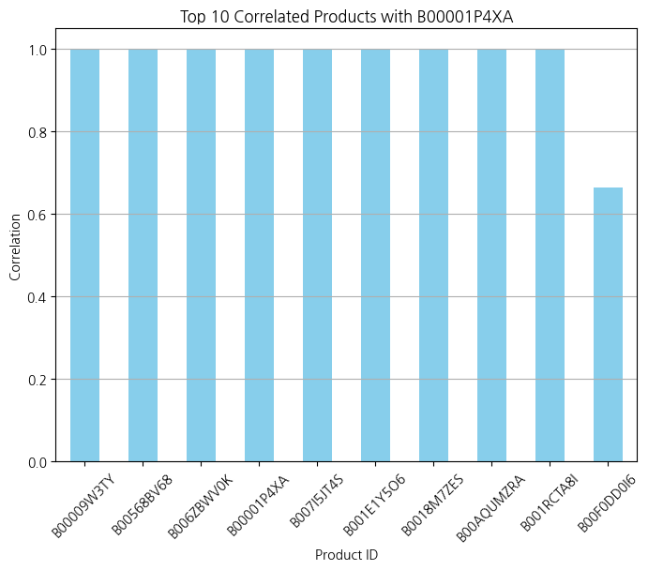 Top 10 Correlated Products with B00001P4XA
Correlation
1.0
0.8
0.6
0.4
0.2
0.0
B00009W3TY
B00568BV68
B006ZBWV0K
B00001P4XA
B007I5JT4S
B001E1Y5O6
B0018M7ZES
B00AQUMZRA
B001RCTA8I
B00F0DD0I6
Product ID